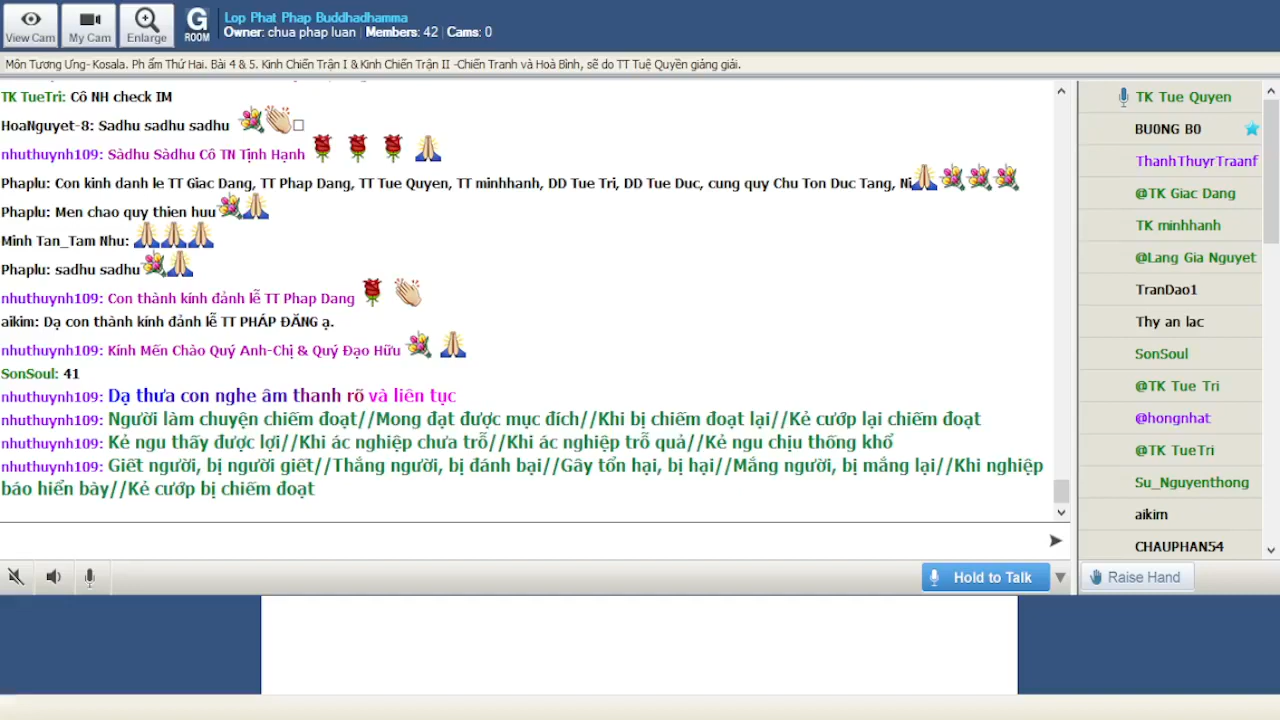 View Cam
My Cam
Enlarge
G
ROOM
Lop Phat Phap Buddhadhamma
Owner: chua phap luan | Members: 42 | Cams: 0
Môn Tương Ưng- Kosala. Ph ẩm Thứ Hai. Bài 4 & 5. Kinh Chiến Trận I & Kinh Chiến Trận II -Chiến Tranh và Hoà Bình, sẽ do TT Tuệ Quyền giảng giải.
TK TueTri: Cô NH check IM
HoaNguyet-8: Sadhu sadhu sadhu
nhuthuynh109: Sàdhu Sàdhu Cô TN Tịnh Hạnh
Phaplu: Con kinh danh le TT Giac Dang, TT Phap Dang, TT Tue Quyen, TT minhhanh, DD Tue Tri, DD Tue Duc, cung quy Chu Ton Duc Tang, Ni
Phaplu: Men chao quy thien huu
Minh Tan_Tam Nhu:
Phaplu: sadhu sadhu
nhuthuynh109: Con thành kính đảnh lễ TT Phap Dang
aikim: Dạ con thành kính đảnh lễ TT PHÁP ĐĂNG ạ.
nhuthuynh109: Kính Mến Chào Quý Anh-Chị & Quý Đạo Hữu
SonSoul: 41
nhuthuynh109: Dạ thưa con nghe âm thanh rõ và liên tục
nhuthuynh109: Người làm chuyện chiếm đoạt//Mong đạt được mục đích//Khi bị chiếm đoạt lại//Kẻ cướp lại chiếm đoạt
nhuthuynh109: Kẻ ngu thấy được lợi//Khi ác nghiệp chưa trỗ//Khi ác nghiệp trỗ quả//Kẻ ngu chịu thống khổ
nhuthuynh109: Giết người, bị người giết//Thắng người, bị đánh bại//Gây tổn hại, bị hại//Mắng người, bị mắng lại//Khi nghiệp
báo hiển bày//Kẻ cướp bị chiếm đoạt
Hold to Talk
TK Tue Quyen
BU0NG B0
ThanhThuyrTraanf
@TK Giac Dang
TK minhhanh
@Lang Gia Nguyet
TranDao1
Thy an lac
SonSoul
@TK Tue Tri
@hongnhat
@TK TueTri
Su_Nguyenthong
aikim
CHAUPHAN54
Raise Hand